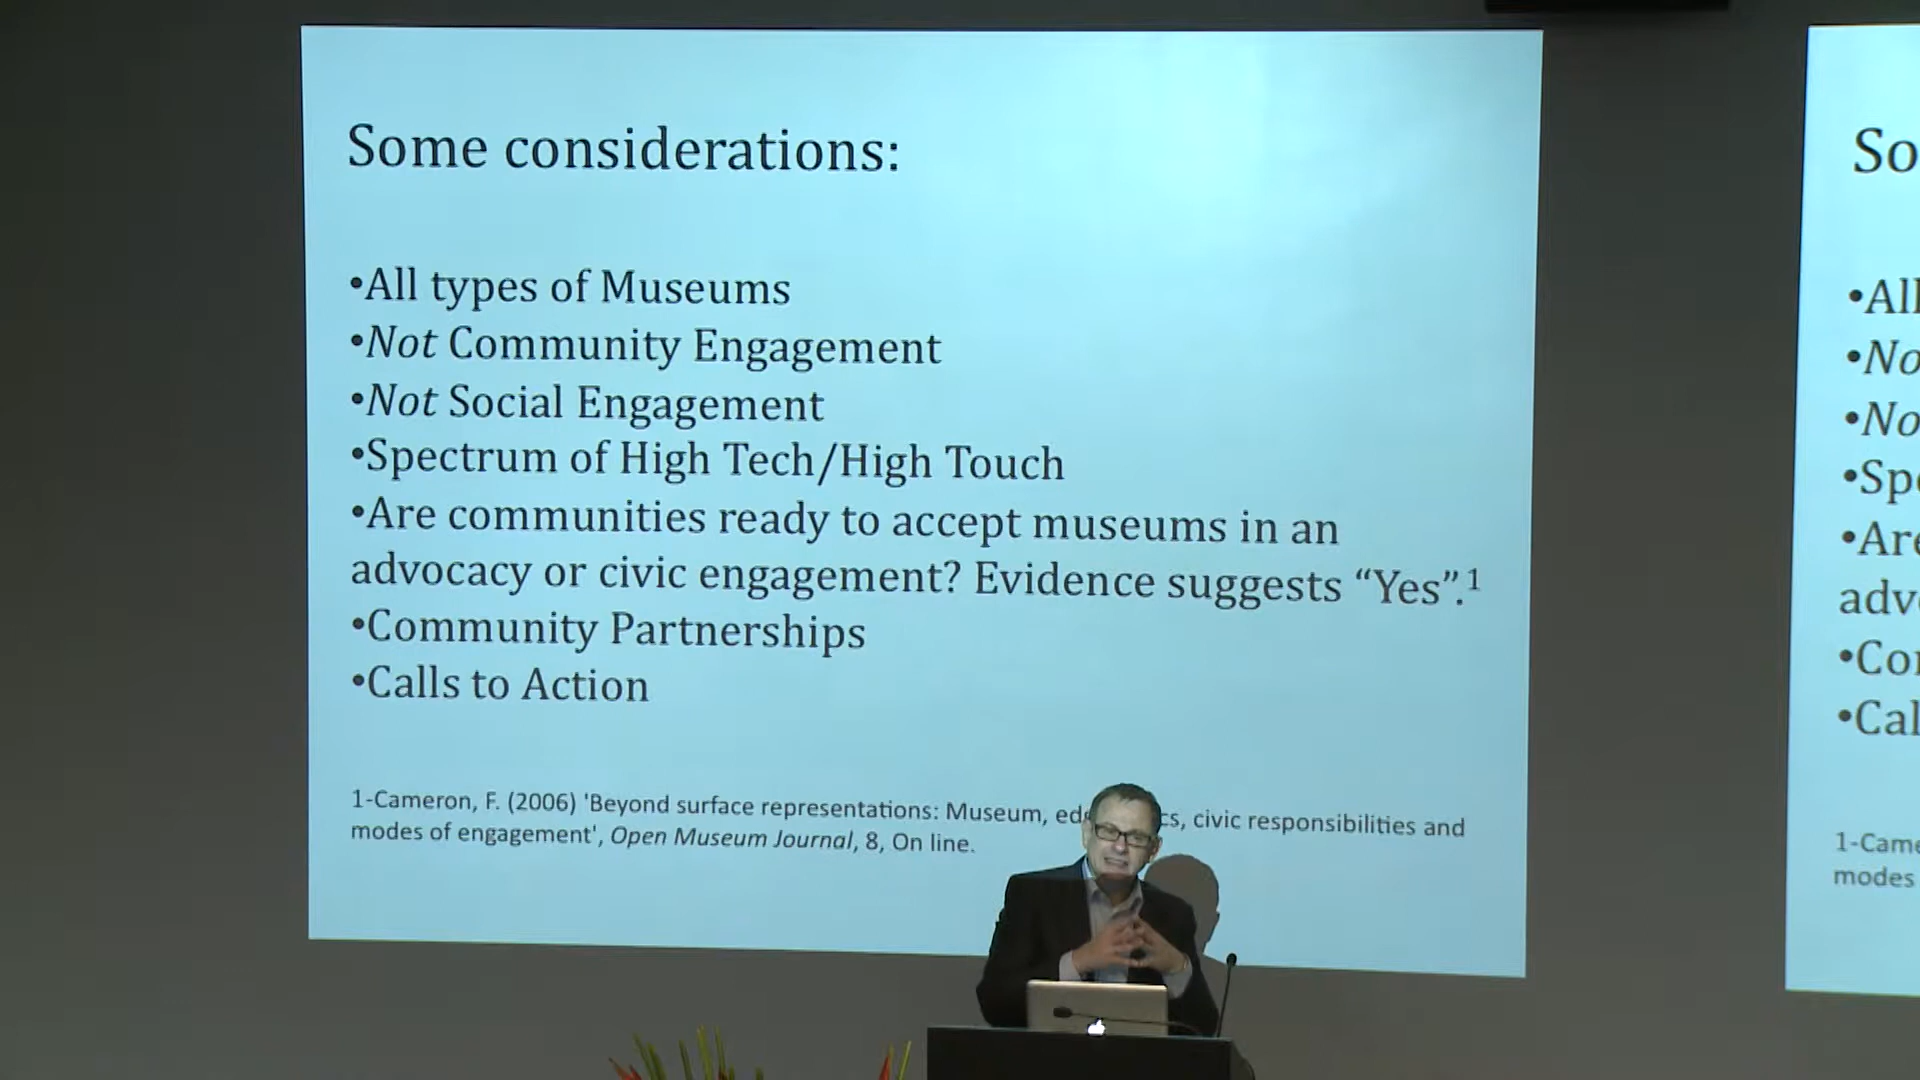 Some considerations:
•All types of Museums
•Not Community Engagement
•Not Social Engagement
•Spectrum of High Tech/High Touch
•Are communities ready to accept museums in an
advocacy or civic engagement? Evidence suggests “Yes”.¹
•Community Partnerships
•Calls to Action
1-Cameron, F. (2006) 'Beyond surface representations: Museum, civic responsibilities and
modes of engagement', Open Museum Journal, 8, On line.
So
•All
•No
•No
•Spe
•Are
adv
•Co
•Cal
1-Came
modes